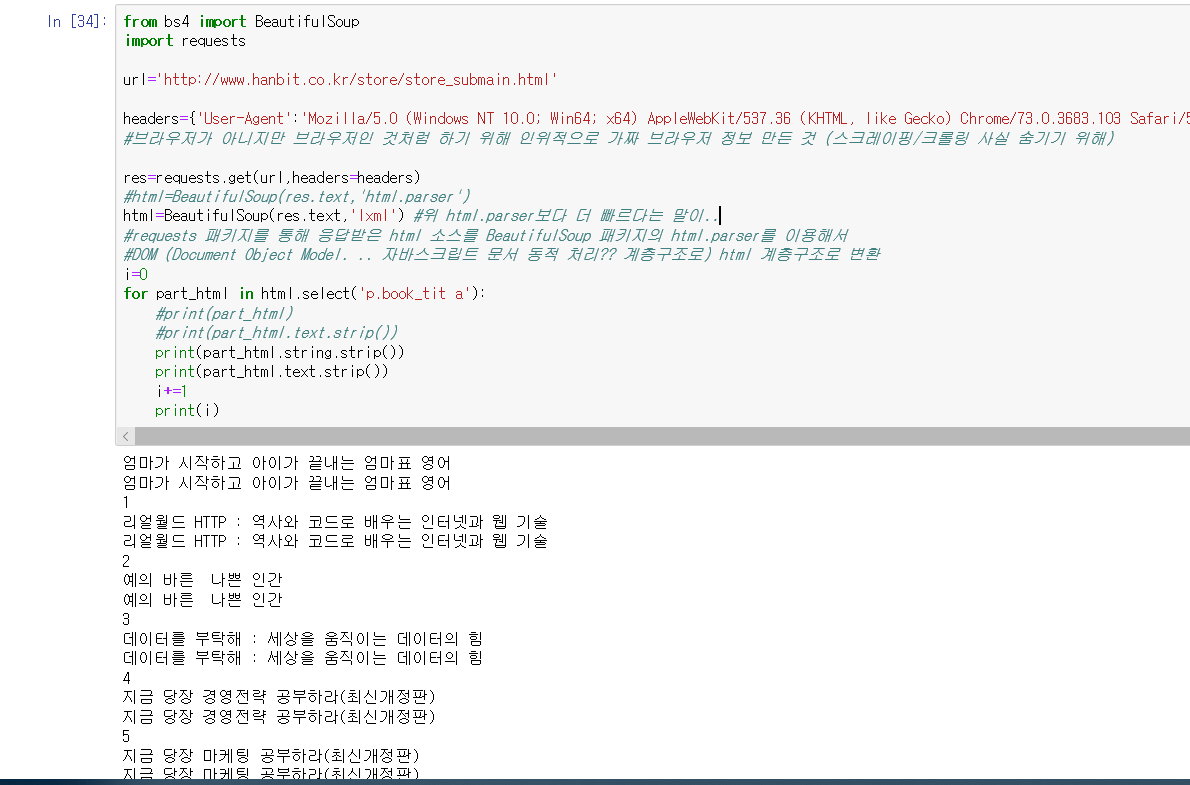 In [34]:
from bs4 import BeautifulSoup
import requests
url='http://www.hanbit.co.kr/store/store_submain.html'
headers={'User-Agent':'Mozilla/5.0 (Windows NT 10.0; Win64; x64) AppleWebKit/537.36 (KHTML, like Gecko) Chrome/73.0.3683.103 Safari/5
#브라우저가 아니지만 브라우저인 것처럼 하기 위해 인위적으로 가짜 브라우저 정보 만든 것 (스크레이핑/크롤링 사실 숨기기 위해)
res=requests.get(url,headers=headers)
#html=BeautifulSoup(res.text,'html.parser')
html=BeautifulSoup(res.text,'lxml') #위 html.parser보다 더 빠르다는 말이..
#requests 패키지를 통해 응답받은 html 소스를 BeautifulSoup 패키지의 html.parser를 이용해서
#DOM (Document Object Model. .. 자바스크립트 문서 동적 처리?? 계층구조로) html 계층구조로 변환
i=0
for part_html in html.select('p.book_tit a'):
    #print(part_html)
    #print(part_html.text.strip())
    print(part_html.string.strip())
    print(part_html.text.strip())
    i+=1
    print(i)
엄마가 시작하고 아이가 끝내는 엄마표 영어
엄마가 시작하고 아이가 끝내는 엄마표 영어
1
리얼월드 HTTP : 역사와 코드로 배우는 인터넷과 웹 기술
리얼월드 HTTP : 역사와 코드로 배우는 인터넷과 웹 기술
2
예의 바른  나쁜 인간
예의 바른  나쁜 인간
3
데이터를 부탁해 : 세상을 움직이는 데이터의 힘
데이터를 부탁해 : 세상을 움직이는 데이터의 힘
4
지금 당장 경영전략 공부하라(최신개정판)
지금 당장 경영전략 공부하라(최신개정판)
5
지금 당장 마케팅 공부하라(최신개정판)
지금 당장 마케팅 공부하라(최신개정판)